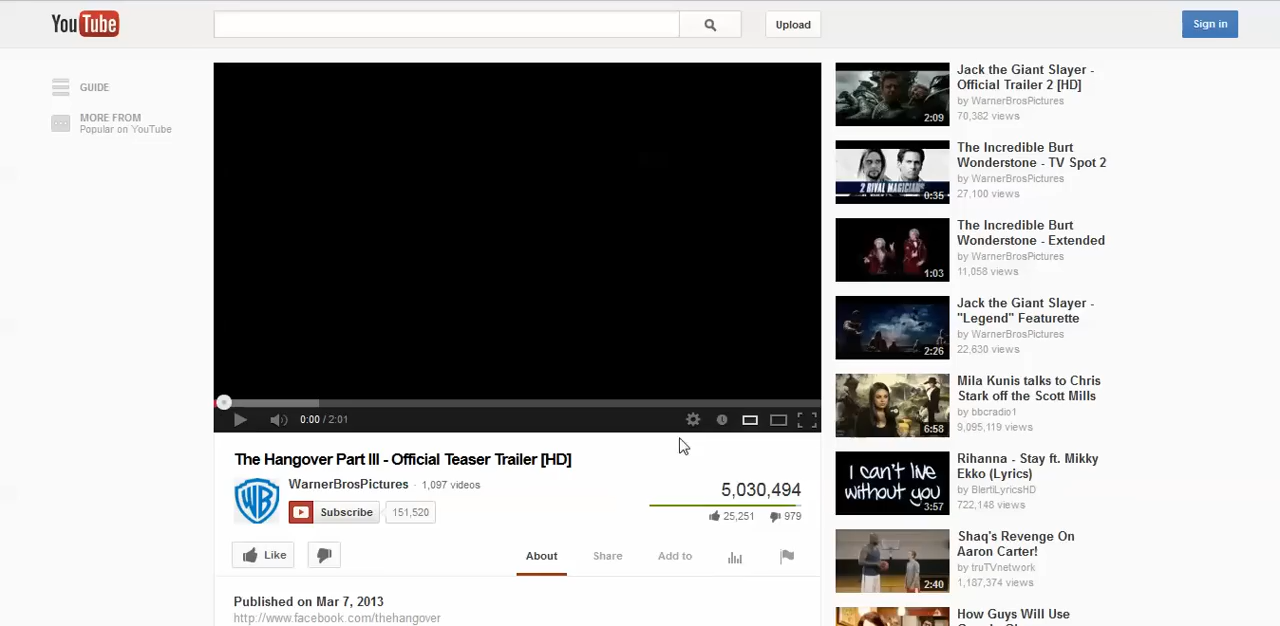 YouTube
Upload
Sign in
GUIDE
MORE FROM
Popular on YouTube
0:00 / 2:01
The Hangover Part III - Official Teaser Trailer [HD]
WarnerBrosPictures · 1,097 videos
Subscribe
151,520
5,030,494
25,251
979
Like
About
Share
Add to
Published on Mar 7, 2013
http://www.facebook.com/thehangover
2:09
Jack the Giant Slayer -
Official Trailer 2 [HD]
by WarnerBrosPictures
70,382 views
2 RIVAL MAGICIANS
0:35
The Incredible Burt
Wonderstone - TV Spot 2
by WarnerBrosPictures
27,100 views
1:03
The Incredible Burt
Wonderstone - Extended
by WarnerBrosPictures
11,058 views
2:26
Jack the Giant Slayer -
"Legend" Featurette
by WarnerBrosPictures
22,630 views
6:58
Mila Kunis talks to Chris
Stark off the Scott Mills
by bbcradio1
9,095,119 views
I can't live
without you
3:57
Rihanna - Stay ft. Mikky
Ekko (Lyrics)
by BlertiLyricsHD
722,148 views
2:40
Shaq's Revenge On
Aaron Carter!
by truTVnetwork
1,187,374 views
How Guys Will Use